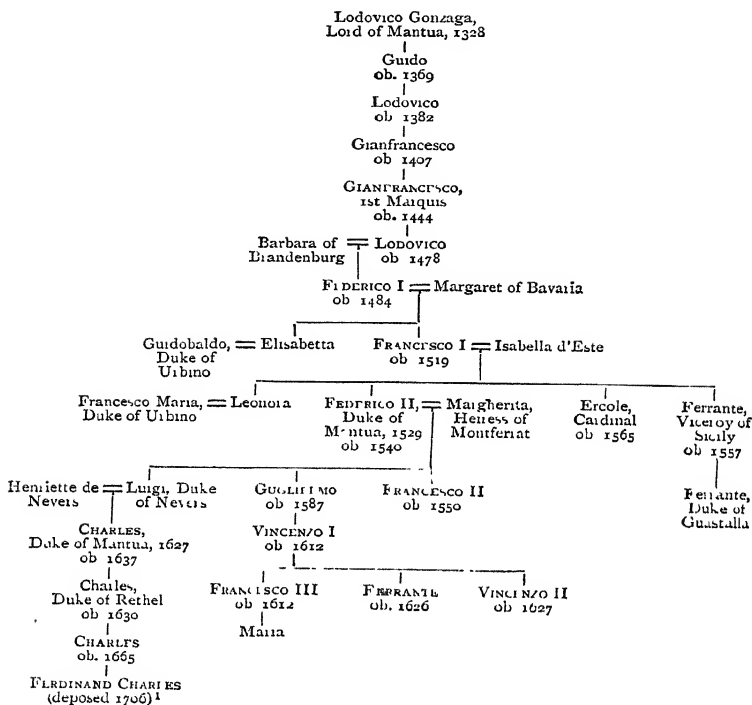 Lodovico Gonzaga,
Lord of Mantua, 1328
Guido
ob. 1369
Lodovico
ob 1382
Gianfrancesco
ob 1407
GIANFRANCESCO,
1st Marquis
ob. 1444
Barbara of = LODOVICO
Brandenburg ob 1478
FEDERICO I = Margaret of Bavaria
ob 1484
Guidobaldo, = Elisabetta FRANCESCO I = Isabella d'Este
Duke of ob 1519
Urbino
Francesco Maria, = Leonora FEDERICO II, = Margherita, Ercole, Ferrante,
Duke of Urbino Duke of Heiress of Cardinal Viceroy of
Mantua, 1529 Montferrat ob 1565 Sicily
ob 1540 ob 1557
Henriette de = Luigi, Duke GUGLIELMO FRANCESCO II Ferrante,
Nevers of Nevers ob 1587 ob 1550 Duke of
Guastalla
CHARLES, VINCENZO I
Duke of Mantua, 1627 ob 1612
ob 1637
Charles, FRANCESCO III FERRANTE VINCENZO II
Duke of Rethel ob 1612 ob. 1626 ob 1627
ob 1630
Maria
CHARLES
ob. 1665
FERDINAND CHARLES
(deposed 1706)¹